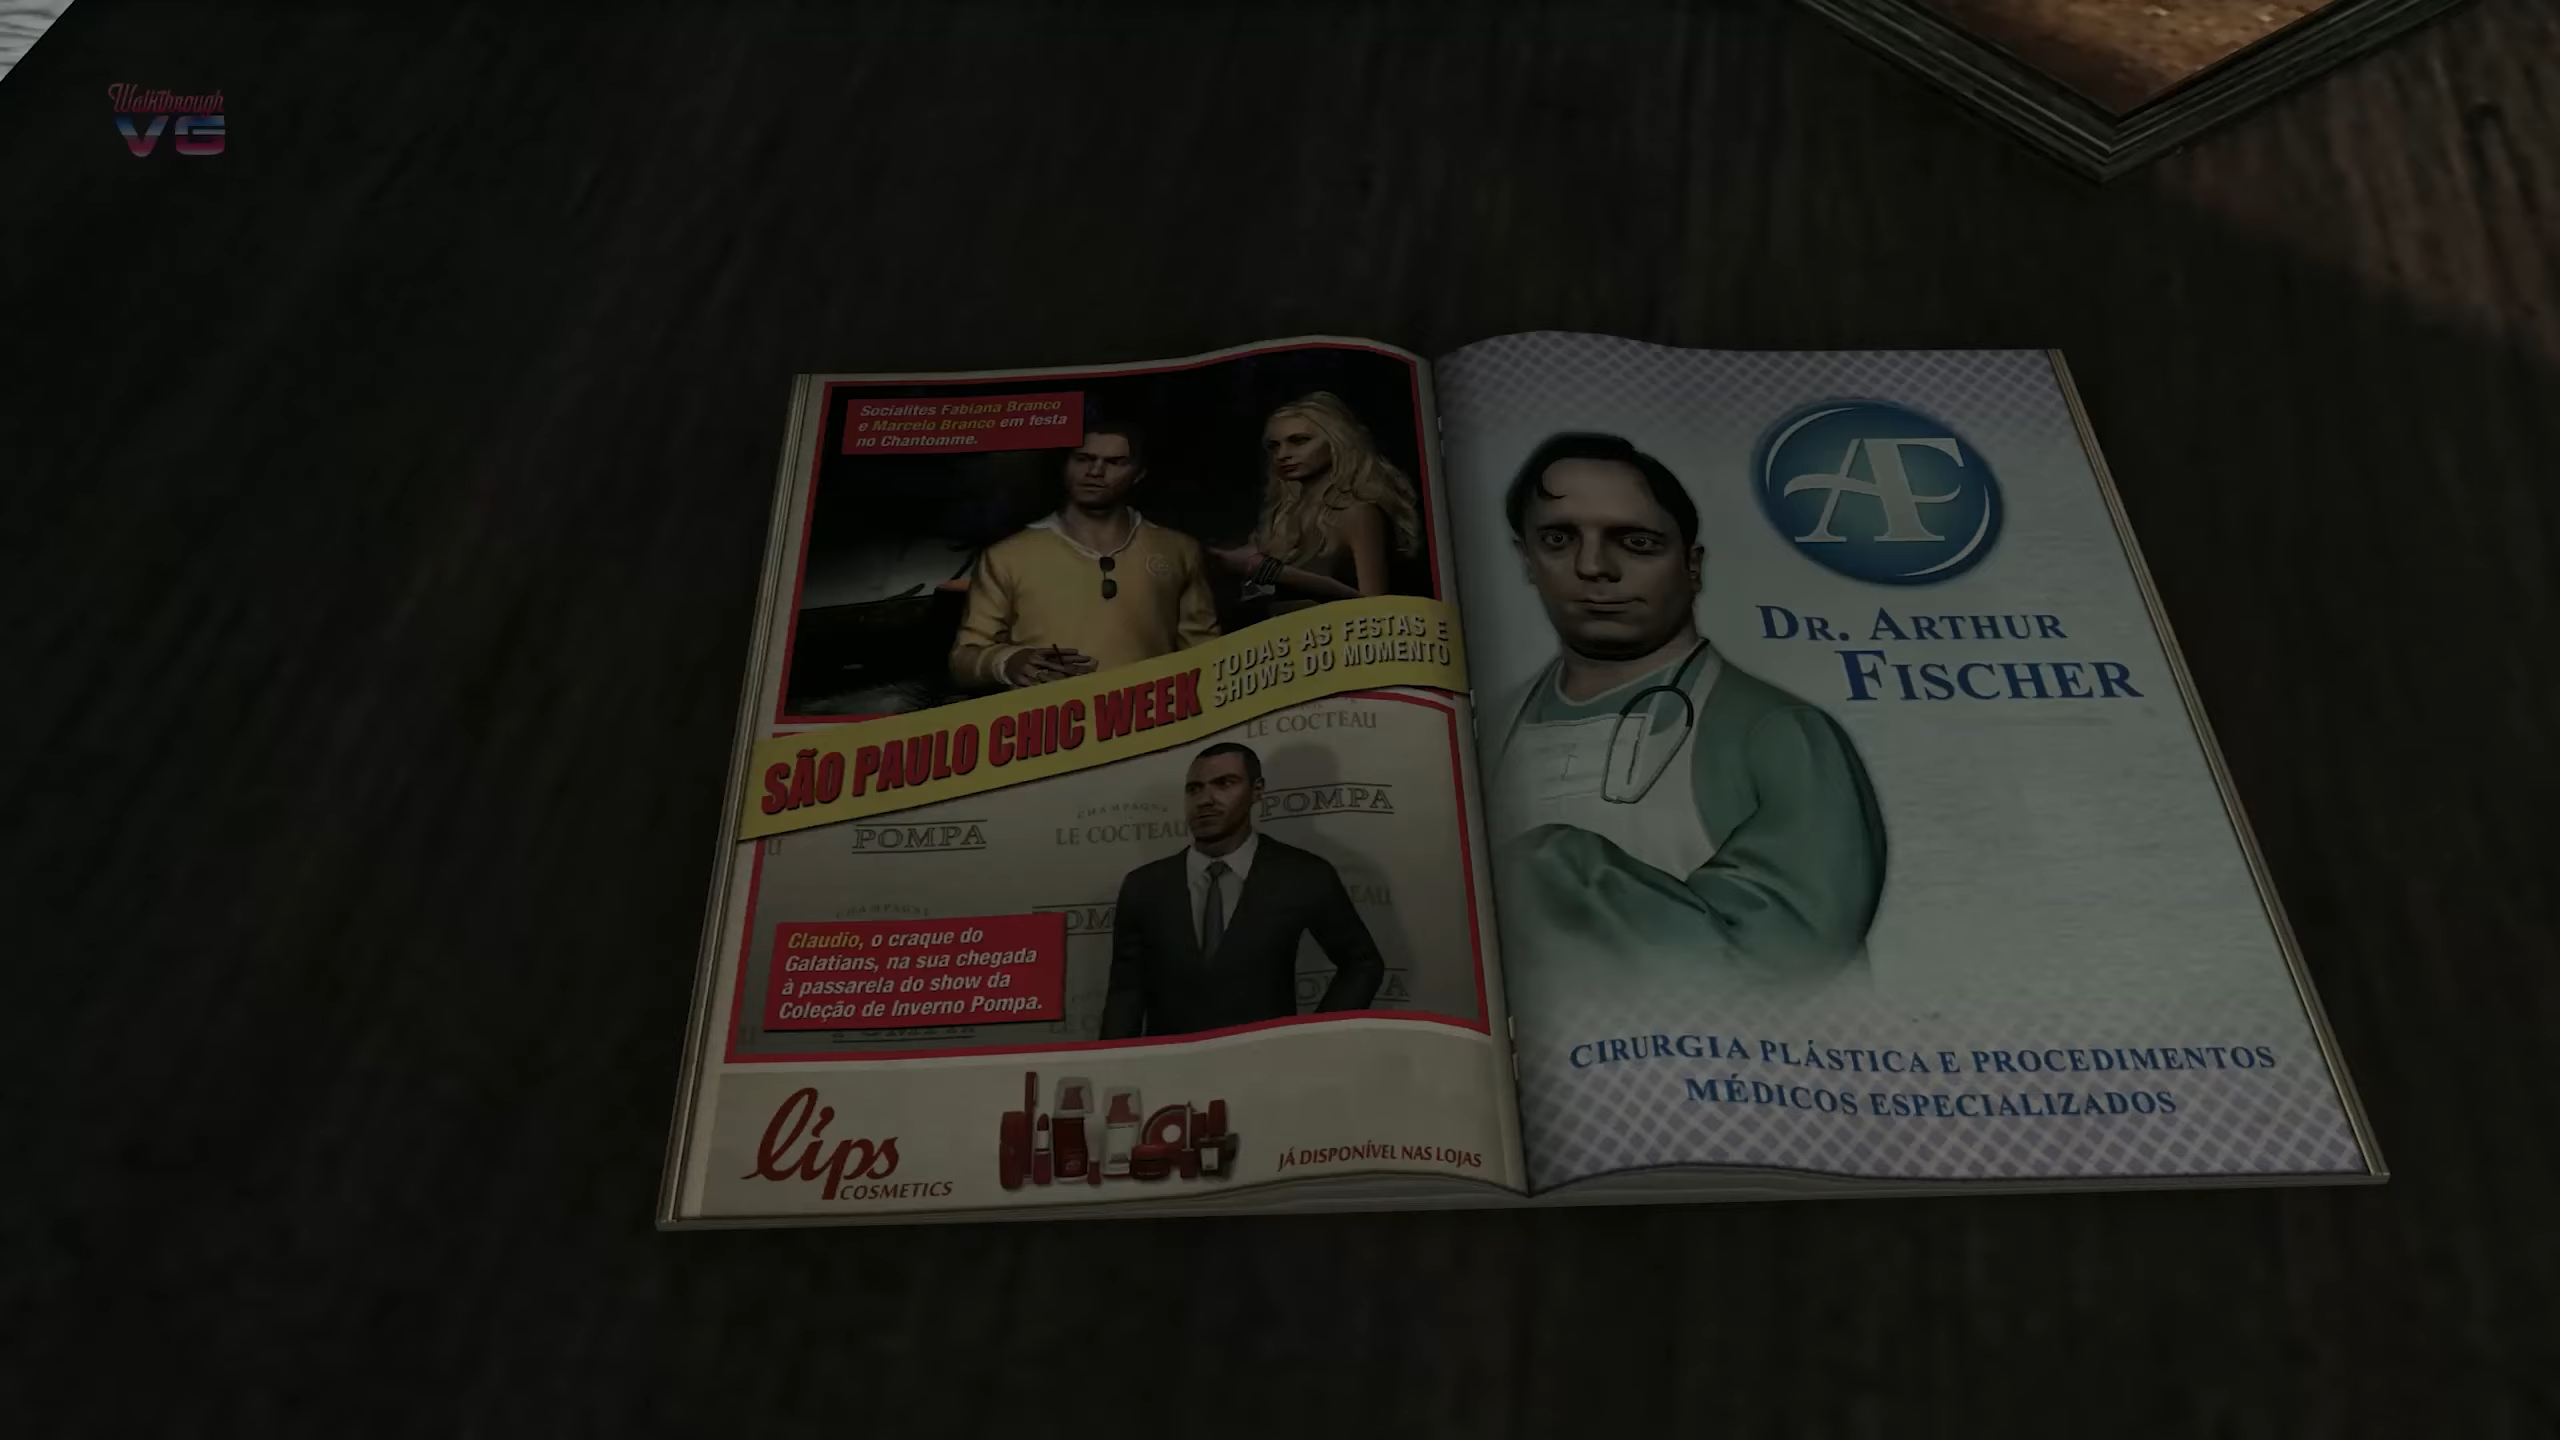 Walkthrough
VG
Socialites Fabiana Branco
e Marcelo Branco em festa
no Chantomme.
SÃO PAULO CHIC WEEK
TODAS AS FESTAS E
SHOWS DO MOMENTO
LE COCTEAU
CHAMPAGNE
POMPA
LE COCTEAU
POMPA
CHAMPAGNE
Claudio, o craque do
Galatians, na sua chegada
à passarela do show da
Coleção de Inverno Pompa.
lips
COSMETICS
JÁ DISPONÍVEL NAS LOJAS
AF
DR. ARTHUR
FISCHER
CIRURGIA PLÁSTICA E PROCEDIMENTOS
MÉDICOS ESPECIALIZADOS